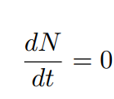 dN/dt = 0